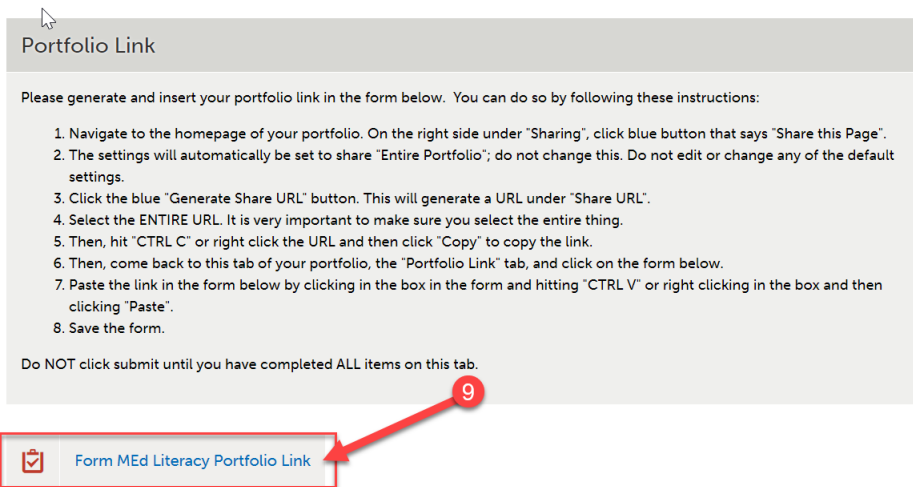 Portfolio Link
Please generate and insert your portfolio link in the form below.  You can do so by following these instructions:
1. Navigate to the homepage of your portfolio. On the right side under "Sharing", click blue button that says "Share this Page".
2. The settings will automatically be set to share "Entire Portfolio"; do not change this. Do not edit or change any of the default
settings.
3. Click the blue "Generate Share URL" button. This will generate a URL under "Share URL".
4. Select the ENTIRE URL. It is very important to make sure you select the entire thing.
5. Then, hit "CTRL C" or right click the URL and then click "Copy" to copy the link.
6. Then, come back to this tab of your portfolio, the "Portfolio Link" tab, and click on the form below.
7. Paste the link in the form below by clicking in the box in the form and hitting "CTRL V" or right clicking in the box and then
clicking "Paste".
8. Save the form.
Do NOT click submit until you have completed ALL items on this tab.
9
Form MEd Literacy Portfolio Link